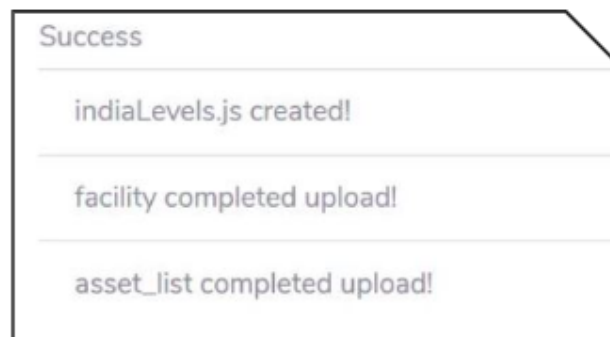 Success
indiaLevels.js created!
facility completed upload!
asset_list completed upload!